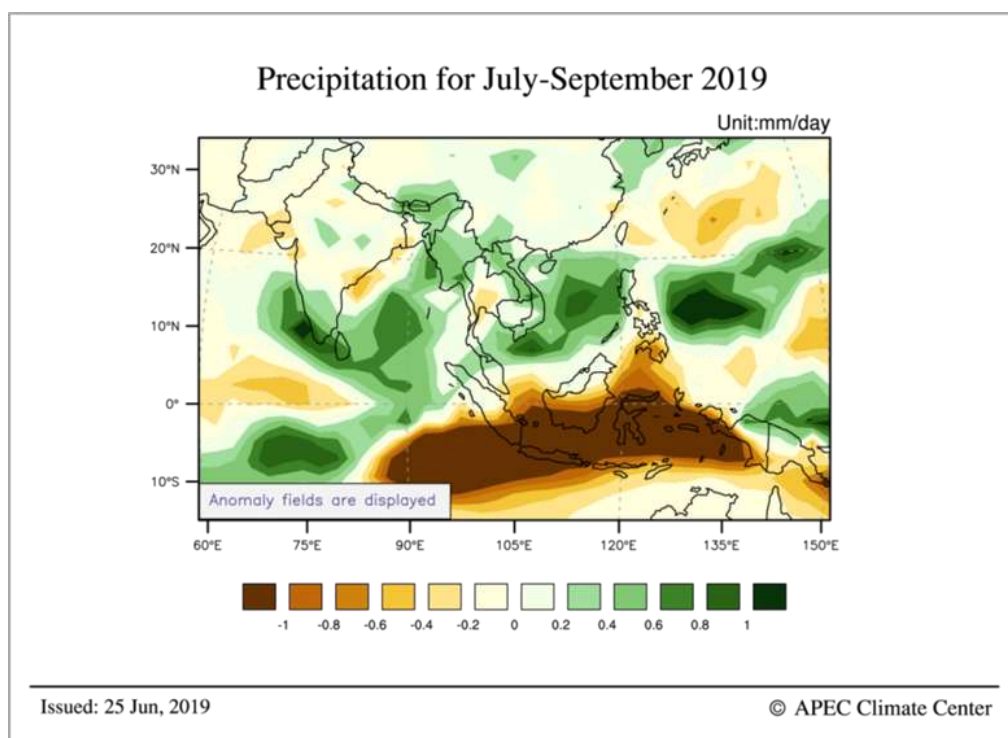 Precipitation for July-September 2019
Unit:mm/day
30°N
20°N
10°N
0°
10°S
Anomaly fields are displayed
60°E 75°E 90°E 105°E 120°E 135°E 150°E
-1 -0.8 -0.6 -0.4 -0.2 0 0.2 0.4 0.6 0.8 1
Issued: 25 Jun, 2019
© APEC Climate Center